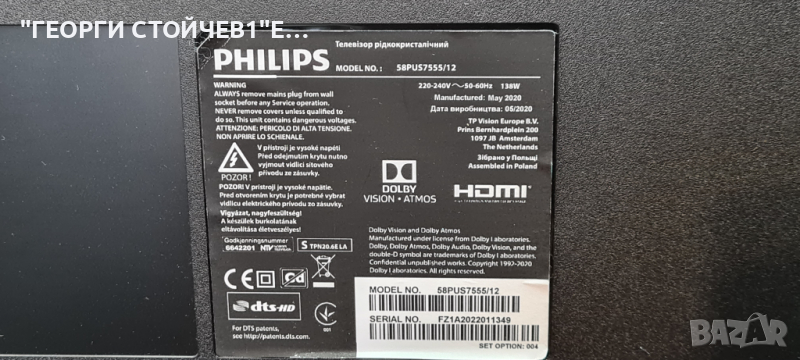 "ГЕОРГИ СТОЙЧЕВ1"Е...
PHILIPS
Телевізор рідкокристалічний
MODEL NO.: 58PUS7555/12
WARNING
ALWAYS remove mains plug from wall
socket before any Service operation.
NEVER remove covers unless qualified to
do so. This unit contains dangerous voltages.
ATTENZIONE: PERICOLO DI ALTA TENSIONE.
NON APRIRE LO SCHIENALE.
220-240V ~ 50-60Hz 138W
Manufactured: May 2020
Дата виробництва: 05/2020
TP Vision Europe B.V.
Prins Bernhardplein 200
1097 JB Amsterdam
The Netherlands
Зібрано у Польщі
Assembled in Poland
POZOR!
V přístroji je vysoké napětí
Před odejmutím krytu nutno
vyjmout vidlici síťového
přívodu ze zásuvky.
POZOR! V prístroji je vysoké napätie.
Pred otvorením krytu je potrebné vybrat
vidlicu elektrického prívodu zo zásuvky.
Vigyázat, nagyfeszültség!
A készülek burkolatának
eltávolítása életveszélyes!
DOLBY
VISION·ATMOS
HDMI
Godkjenningsnummer
6642201 NTV
S TPN20.6E LA
Dolby Vision and Dolby Atmos
Manufactured under license from Dolby Laboratories.
Dolby, Dolby Atmos, Dolby Audio, Dolby Vision, and the
double-D symbol are trademarks of Dolby Laboratories.
Confidential unpublished works. Copyright 1992-2020
Dolby Laboratories. All rights reserved.
CE
dts-HD
001
For DTS patents,
see http://patents.dts.com.
MODEL NO.: 58PUS7555/12
SERIAL NO.: FZ1A2022011349
SET OPTION: 004
BAZAR